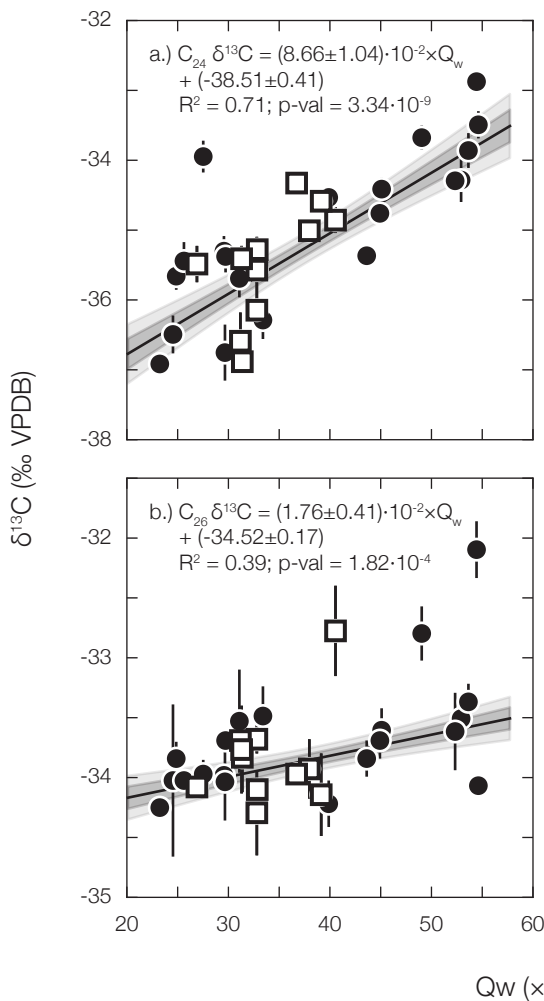 -32
a.) C₂₄ δ¹³C = (8.66±1.04)·10⁻²×Q_w
+ (-38.51±0.41)
R² = 0.71; p-val = 3.34·10⁻⁹
-34
-36
-38
δ¹³C (‰ VPDB)
b.) C₂₆ δ¹³C = (1.76±0.41)·10⁻²×Q_w
+ (-34.52±0.17)
R² = 0.39; p-val = 1.82·10⁻⁴
-32
-33
-34
-35
20 30 40 50 60
Qw (×